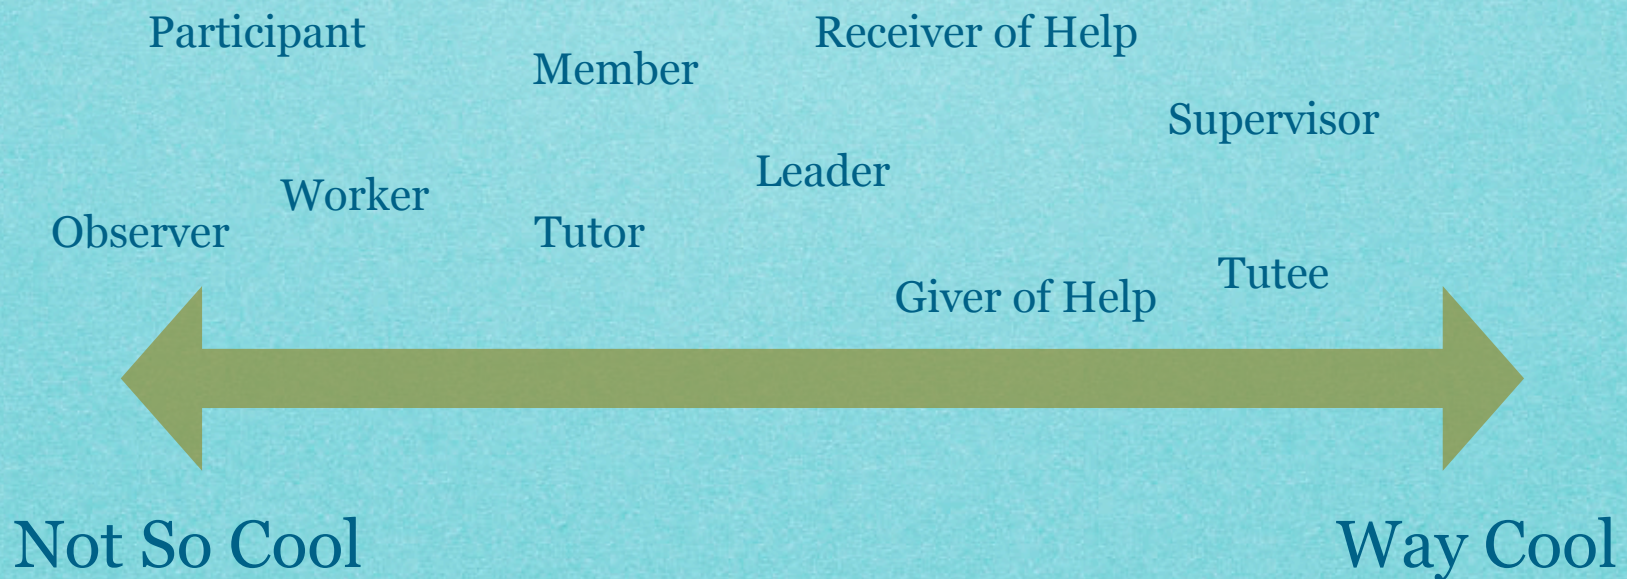 Participant
Receiver of Help
Member
Supervisor
Leader
Worker
Observer
Tutor
Tutee
Giver of Help
Not So Cool
Way Cool